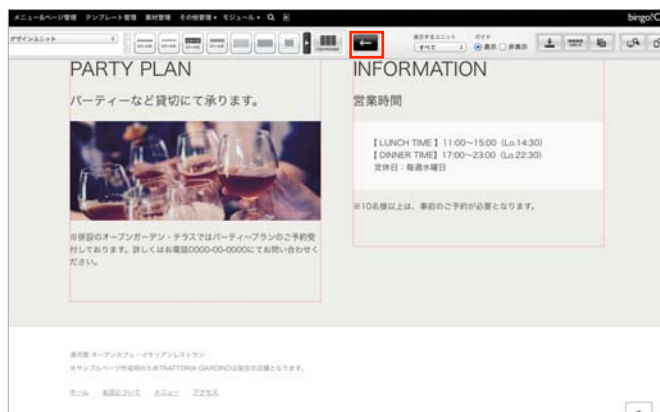 メニュー&ページ管理 テンプレート管理 素材管理 その他管理 モジュール
bingo!C
デザインユニット
表示するユニット
すべて
ガイド
表示 非表示
PARTY PLAN
パーティーなど貸切にて承ります。
※併設のオープンガーデン・テラスではパーティープランのご予約受
付しております。詳しくはお電話0000-00-0000にてお問い合わせく
ださい。
INFORMATION
営業時間
【 LUNCH TIME 】11:00〜15:00（Lo.14:30）
【 DINNER TIME】17:00〜23:00（Lo.22:30）
定休日：毎週水曜日
※10名様以上は、事前のご予約が必要となります。
湯河原 オープンカフェ・イタリアンレストラン
※サンプルページ作成用のためTRATTORIA GIARDINOは架空の店舗となります。
ホーム お店について メニュー アクセス